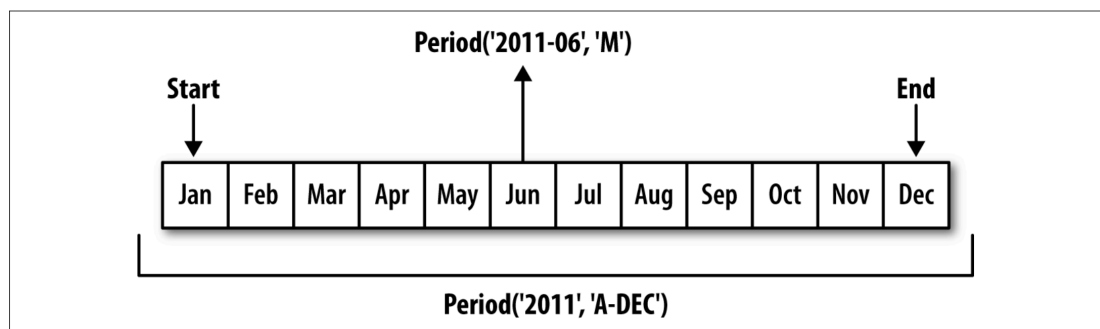 Period('2011-06', 'M')
Start End
Jan Feb Mar Apr May Jun Jul Aug Sep Oct Nov Dec
Period('2011', 'A-DEC')